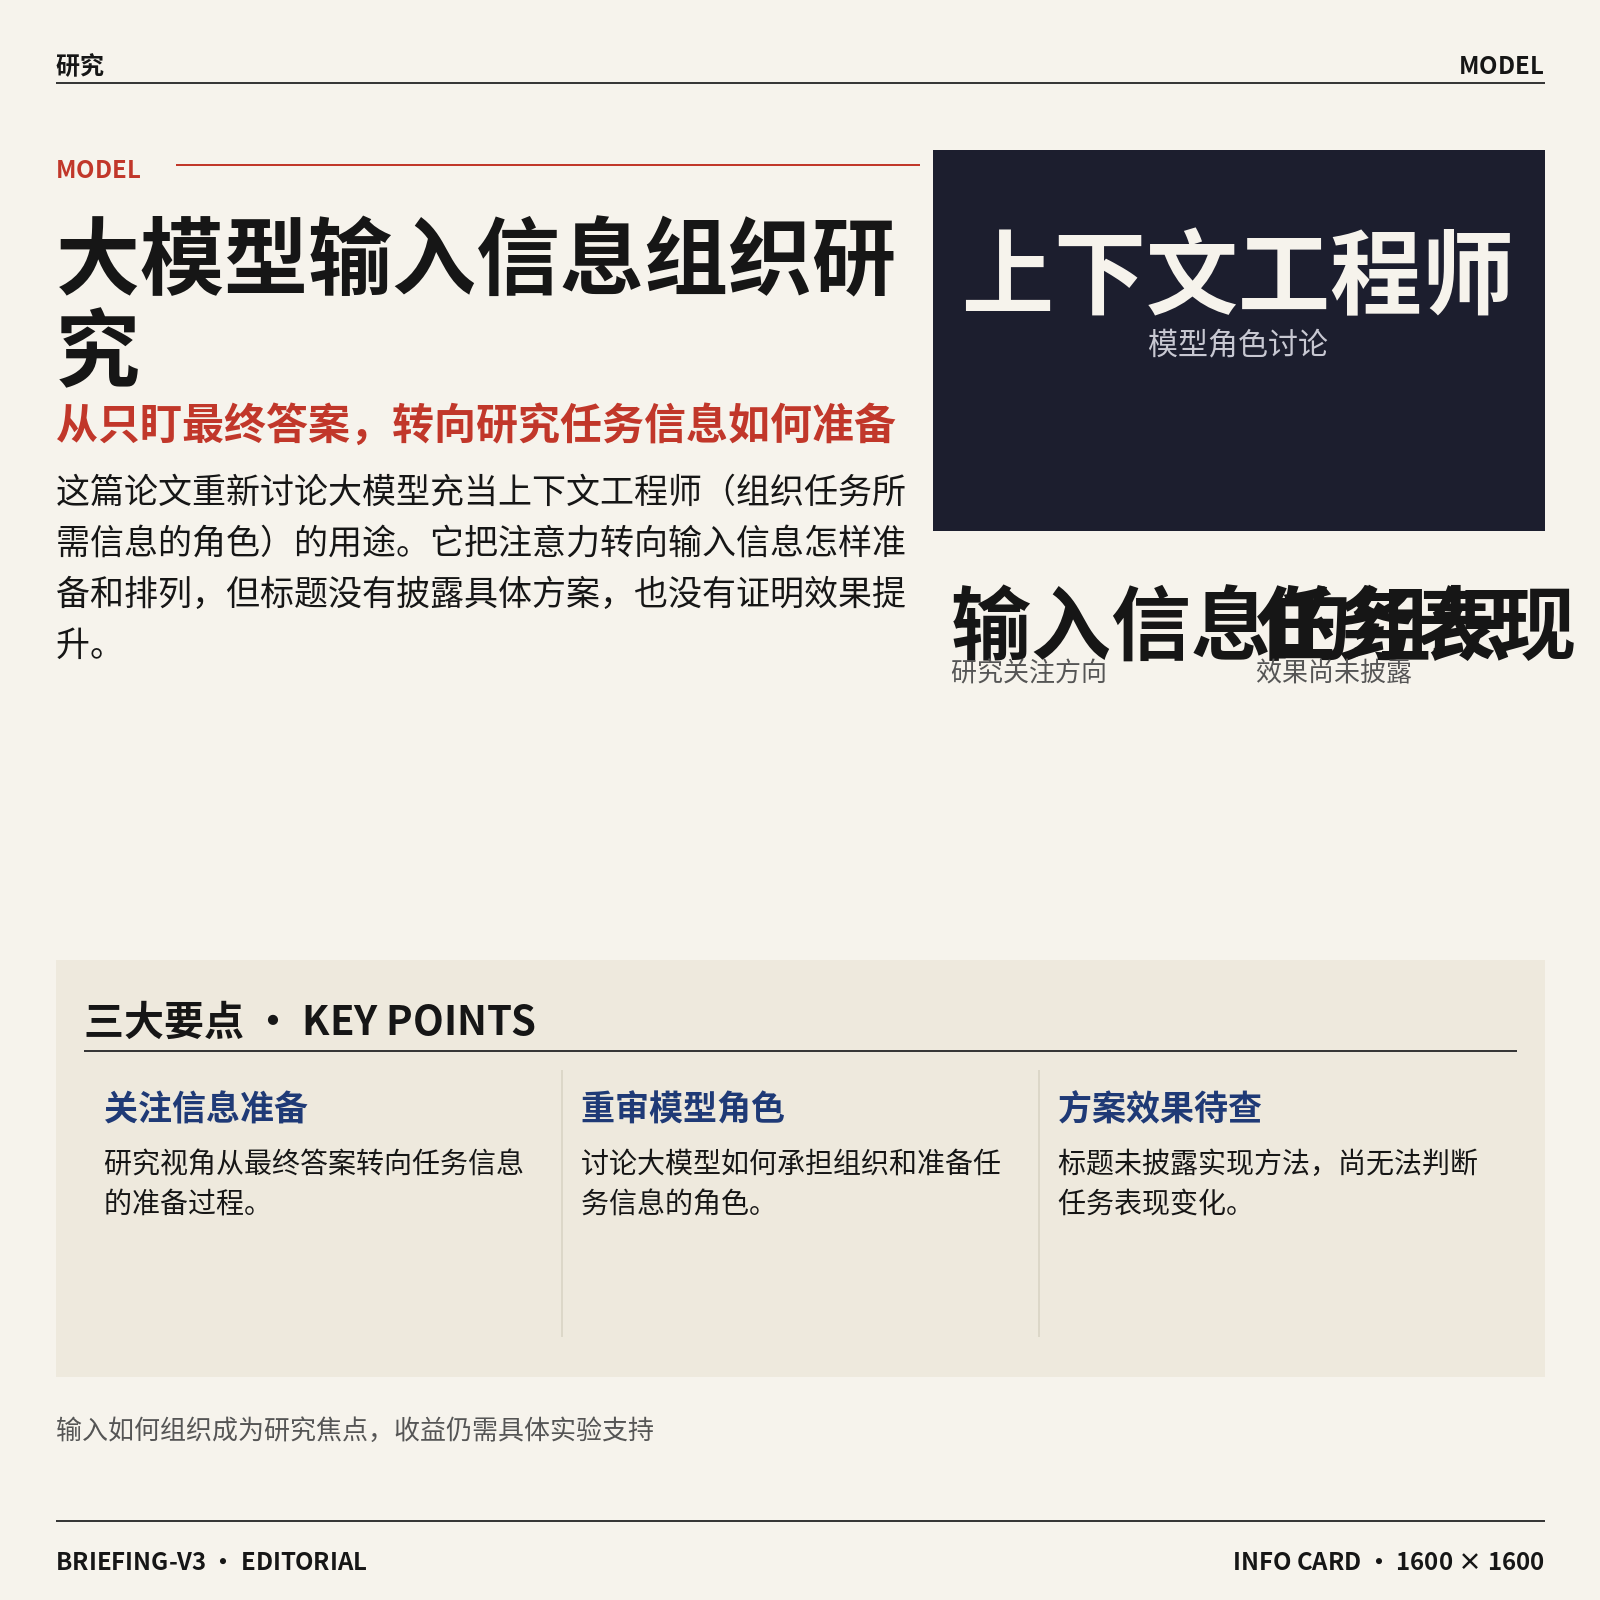 研究
MODEL
MODEL
大模型输入信息组织研
究
从只盯最终答案，转向研究任务信息如何准备
这篇论文重新讨论大模型充当上下文工程师（组织任务所
需信息的角色）的用途。它把注意力转向输入信息怎样准
备和排列，但标题没有披露具体方案，也没有证明效果提
升。
上下文工程师
模型角色讨论
输入信息
研究关注方向
任务表现
效果尚未披露
三大要点 · KEY POINTS
关注信息准备
研究视角从最终答案转向任务信息
的准备过程。
重审模型角色
讨论大模型如何承担组织和准备任
务信息的角色。
方案效果待查
标题未披露实现方法，尚无法判断
任务表现变化。
输入如何组织成为研究焦点，收益仍需具体实验支持
BRIEFING-V3 · EDITORIAL
INFO CARD · 1600 × 1600